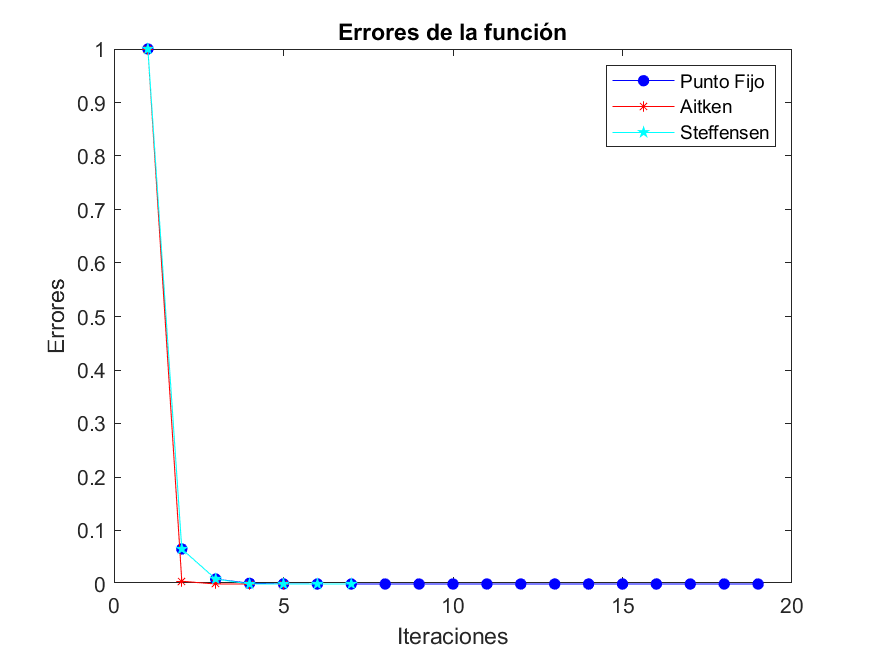 Errores de la función
1
0.9
0.8
0.7
0.6
0.5
0.4
0.3
0.2
0.1
0
Errores
Punto Fijo
Aitken
Steffensen
0 5 10 15 20
Iteraciones